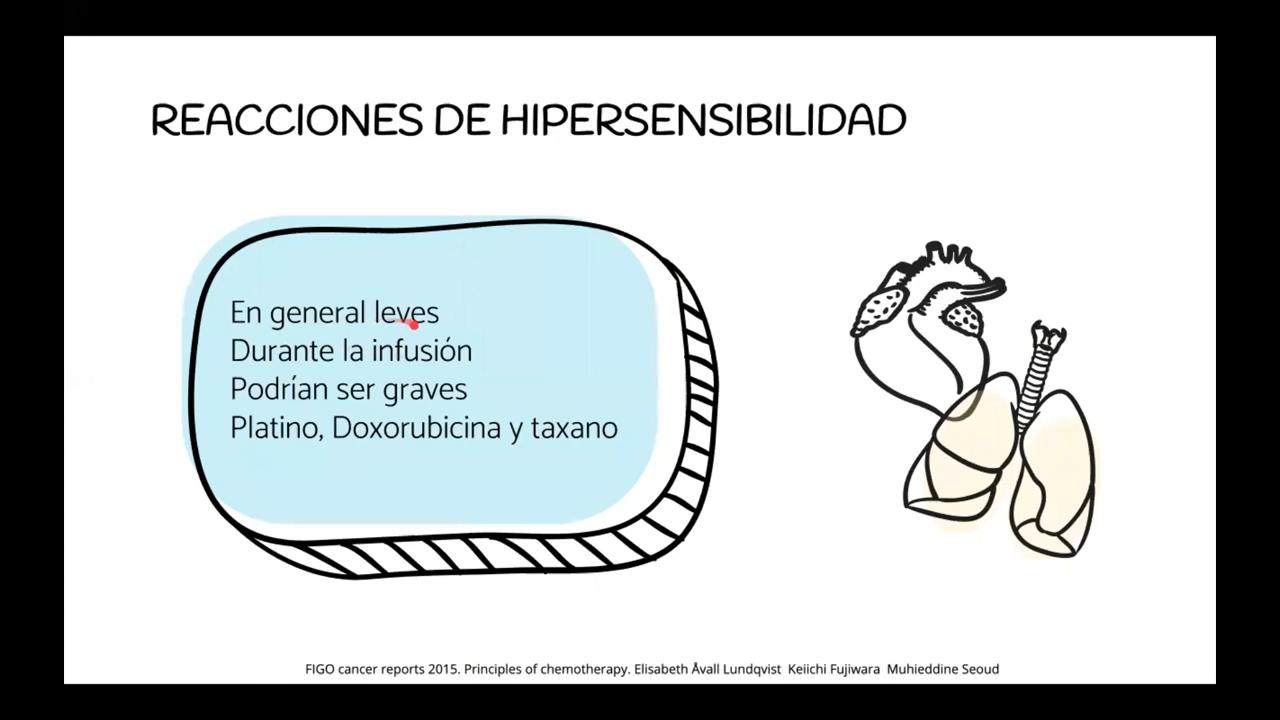 REACCIONES DE HIPERSENSIBILIDAD
En general leves
Durante la infusión
Podrían ser graves
Platino, Doxorubicina y taxano
FIGO cancer reports 2015. Principles of chemotherapy. Elisabeth Åvall Lundqvist Keiichi Fujiwara Muhieddine Seoud